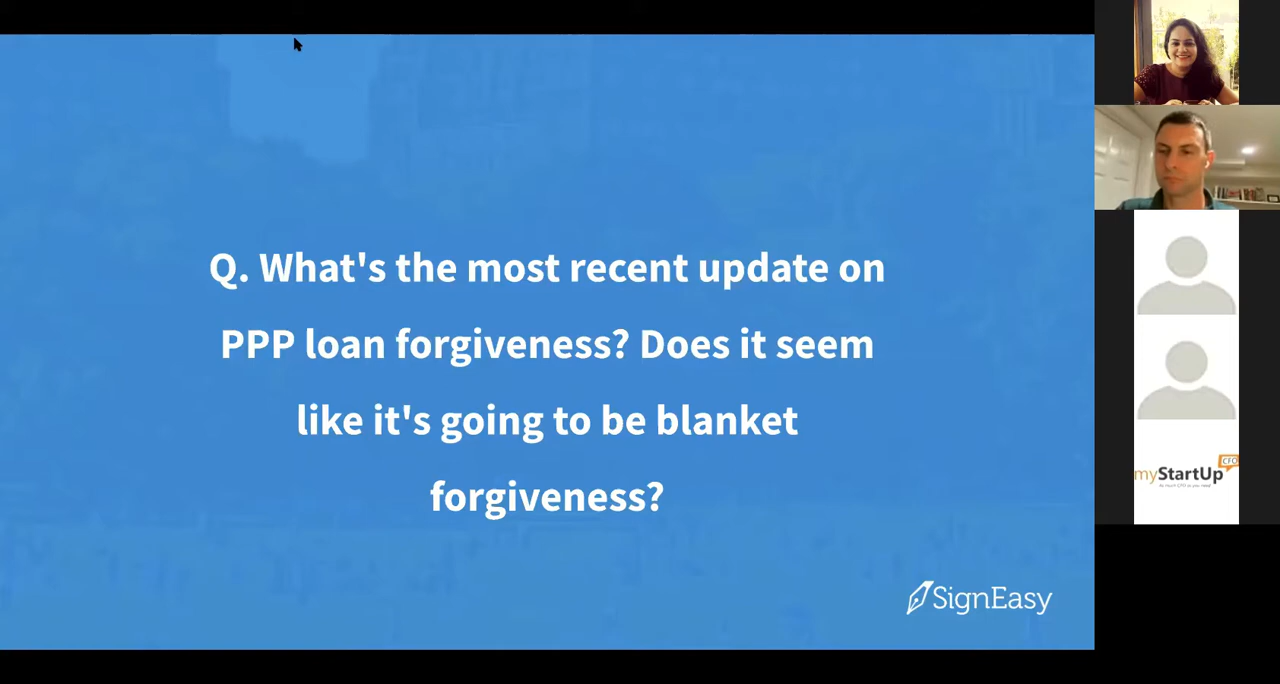 Q. What's the most recent update on
PPP loan forgiveness? Does it seem
like it's going to be blanket
forgiveness?
SignEasy
myStartUp
CFO